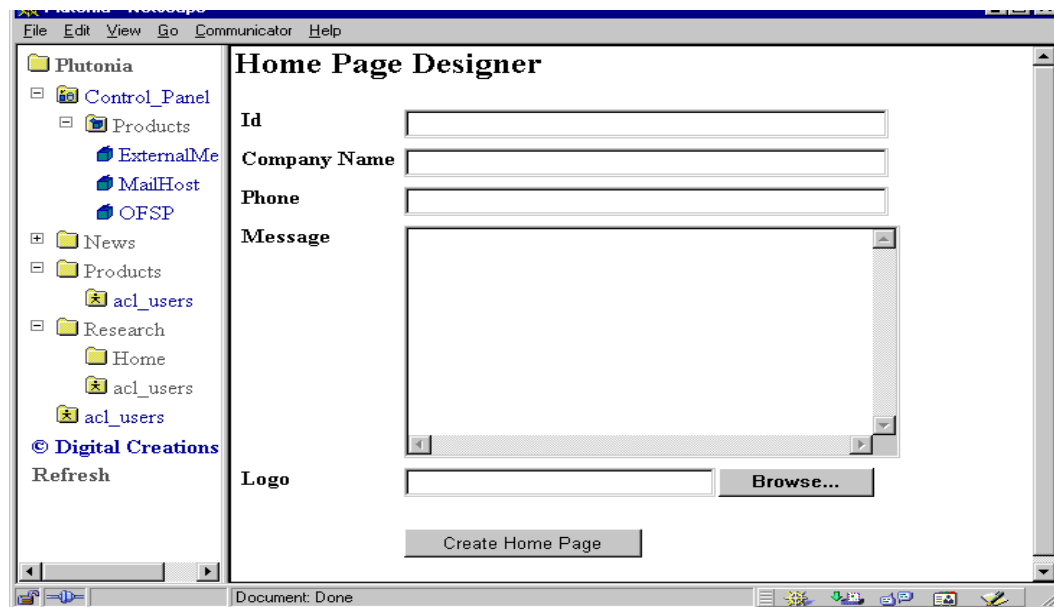 File Edit View Go Communicator Help
Plutonia
Control_Panel
Products
ExternalMe
MailHost
OFSP
News
Products
acl_users
Research
Home
acl_users
acl_users
© Digital Creations
Refresh
Home Page Designer
Id
Company Name
Phone
Message
Logo
Browse...
Create Home Page
Document: Done